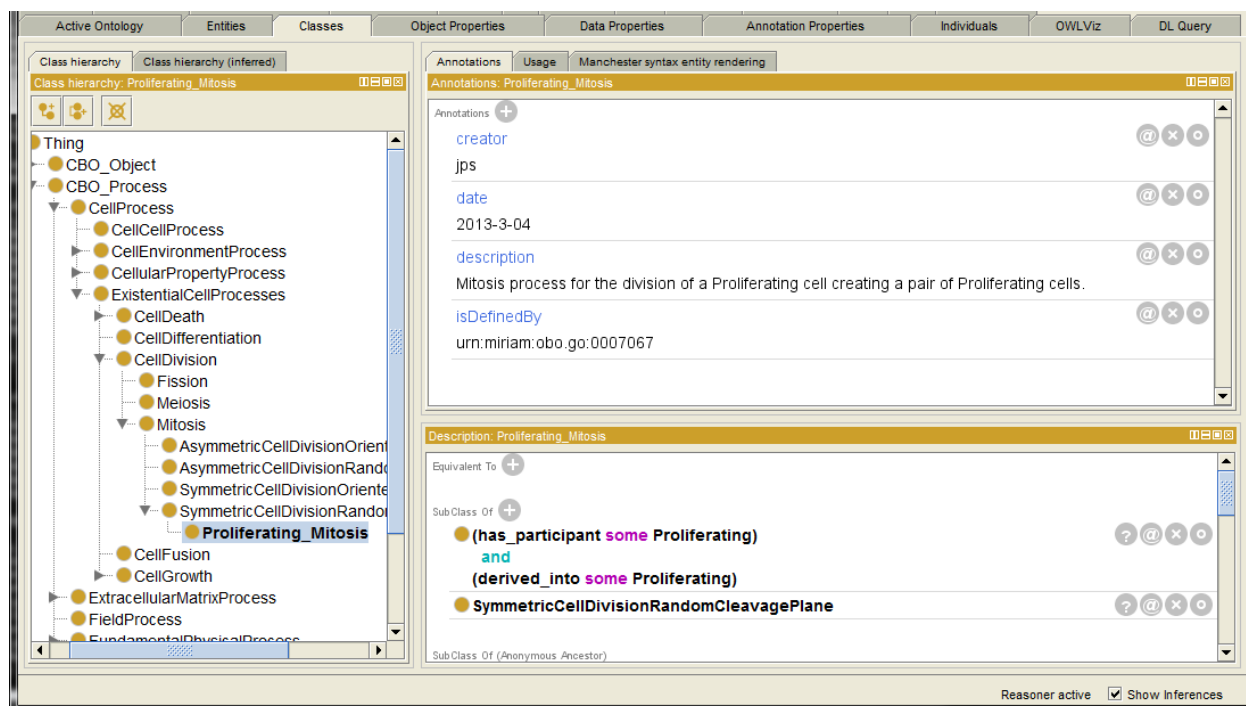 Active Ontology Entities Classes Object Properties Data Properties Annotation Properties Individuals OWLViz DL Query
Class hierarchy Class hierarchy (inferred)
Class hierarchy: Proliferating_Mitosis
Thing
CBO_Object
CBO_Process
CellProcess
CellCellProcess
CellEnvironmentProcess
CellularPropertyProcess
ExistentialCellProcesses
CellDeath
CellDifferentiation
CellDivision
Fission
Meiosis
Mitosis
AsymmetricCellDivisionOrient
AsymmetricCellDivisionRando
SymmetricCellDivisionOriente
SymmetricCellDivisionRandor
Proliferating_Mitosis
CellFusion
CellGrowth
ExtracellularMatrixProcess
FieldProcess
FundamentalPhysicalProcess
Annotations Usage Manchester syntax entity rendering
Annotations: Proliferating_Mitosis
Annotations
creator
jps
date
2013-3-04
description
Mitosis process for the division of a Proliferating cell creating a pair of Proliferating cells.
isDefinedBy
urn:miriam:obo.go:0007067
Description: Proliferating_Mitosis
Equivalent To
SubClass Of
(has_participant some Proliferating)
and
(derived_into some Proliferating)
SymmetricCellDivisionRandomCleavagePlane
SubClass Of (Anonymous Ancestor)
Reasoner active Show Inferences